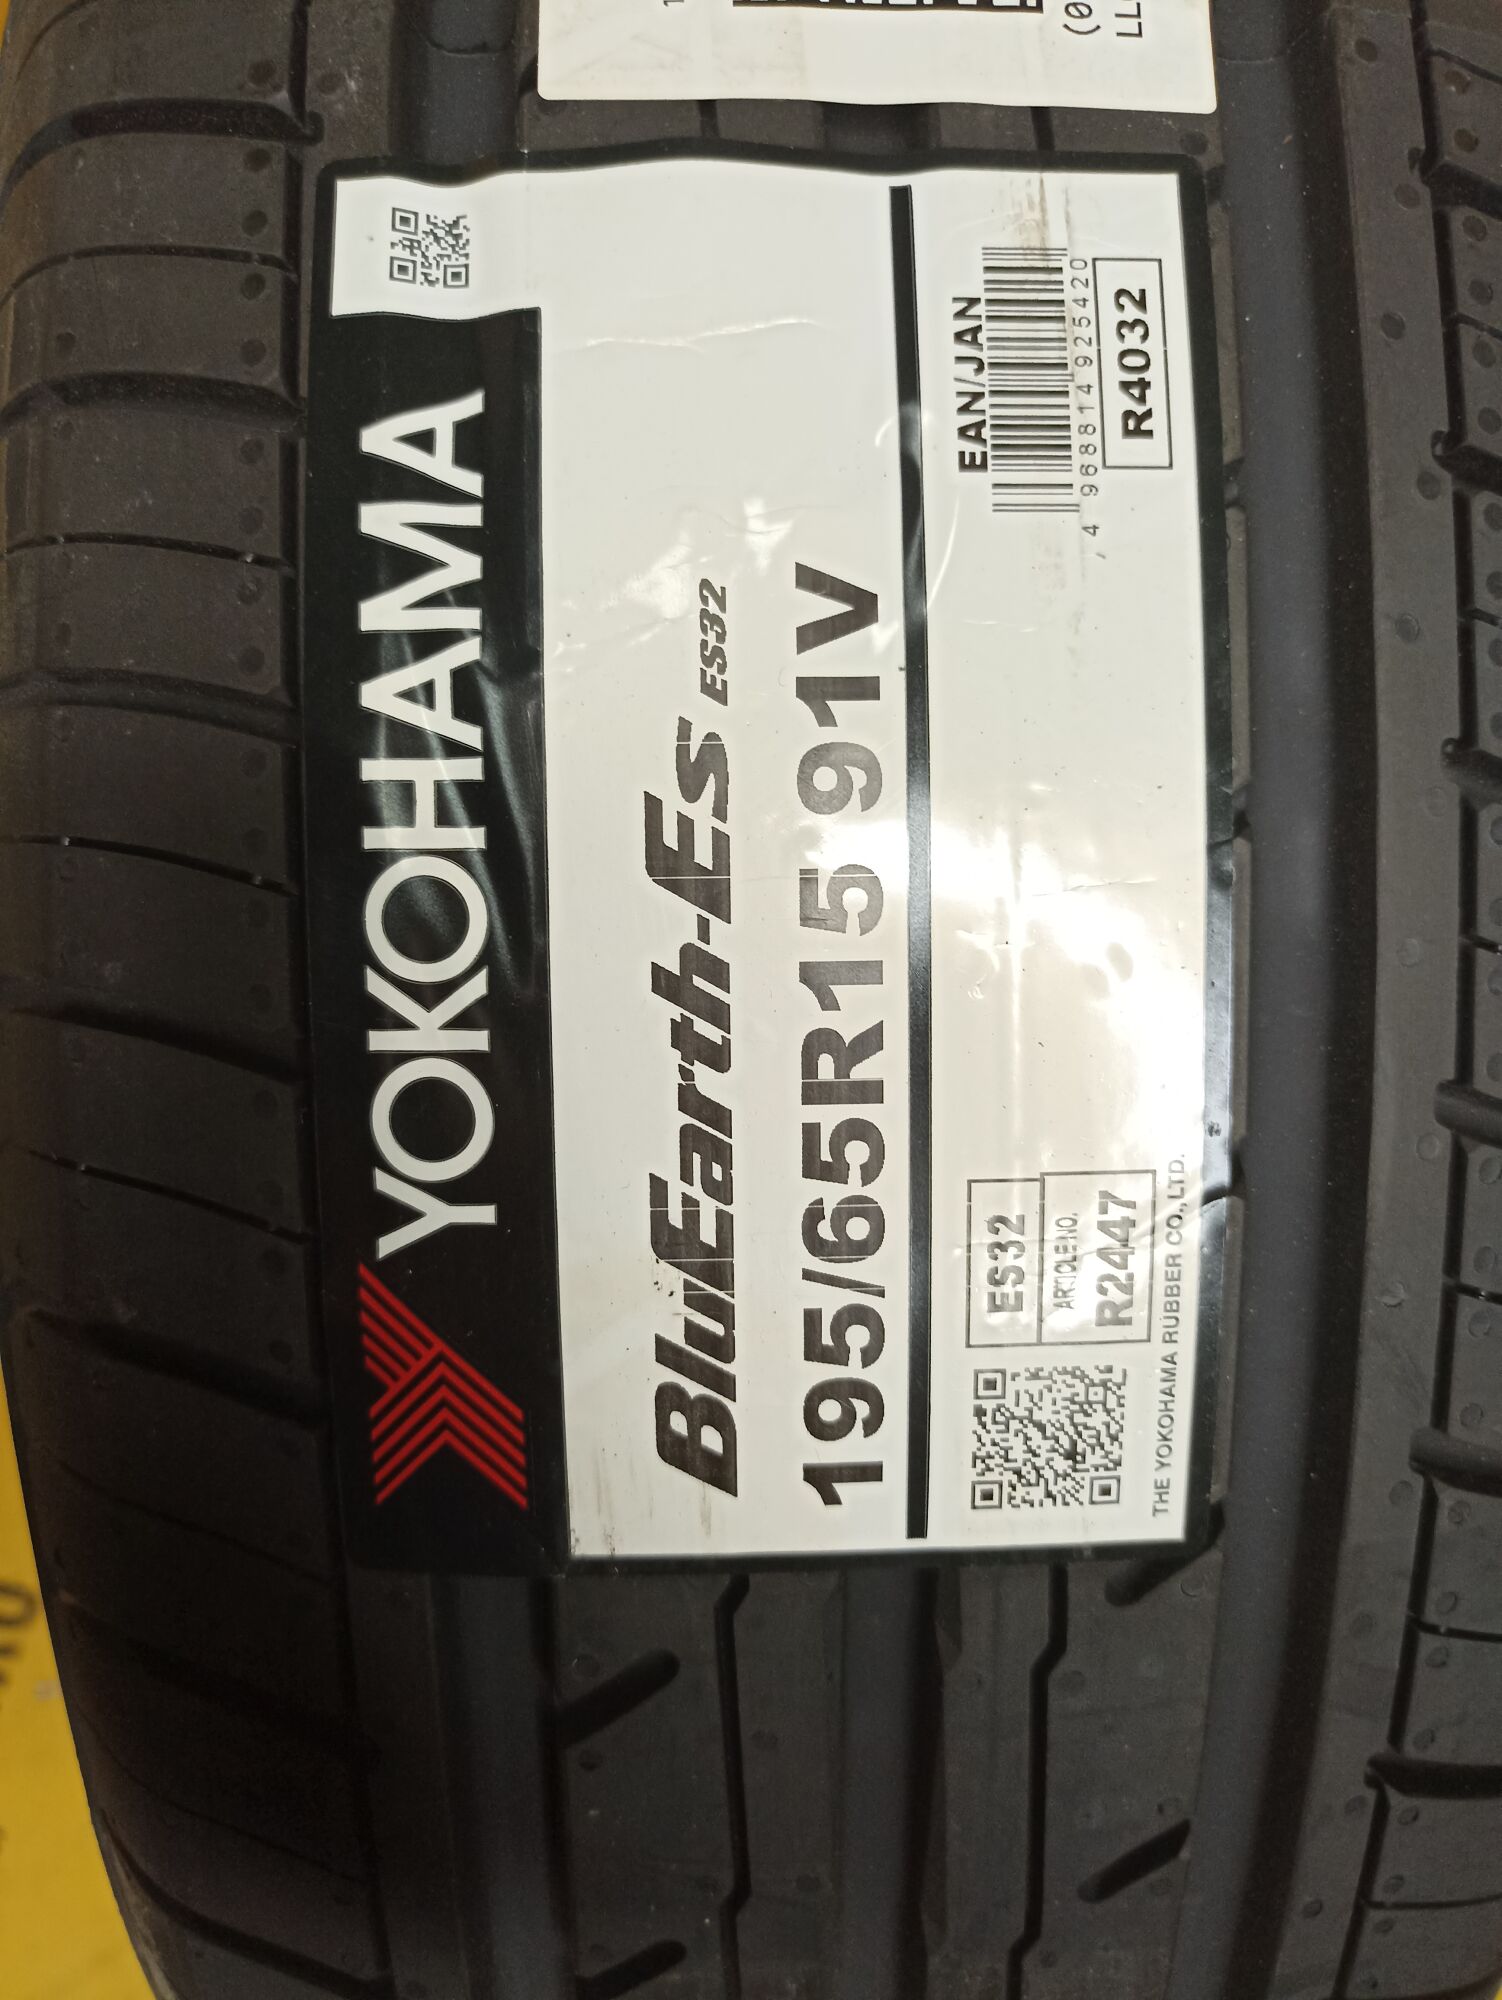 YOKOHAMA
BluEarth-Es ES32
195/65R15 91V
EAN/JAN
4 968814 925420
R4032
ES32
ARTICLE NO.
R2447
THE YOKOHAMA RUBBER CO., LTD.